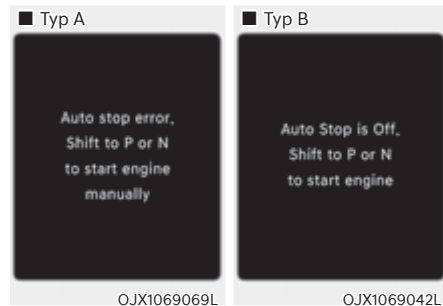 ■ Typ A
Auto stop error.
Shift to P or N
to start engine
manually
OJX1069069L
■ Typ B
Auto Stop is Off.
Shift to P or N
to start engine
OJX1069042L